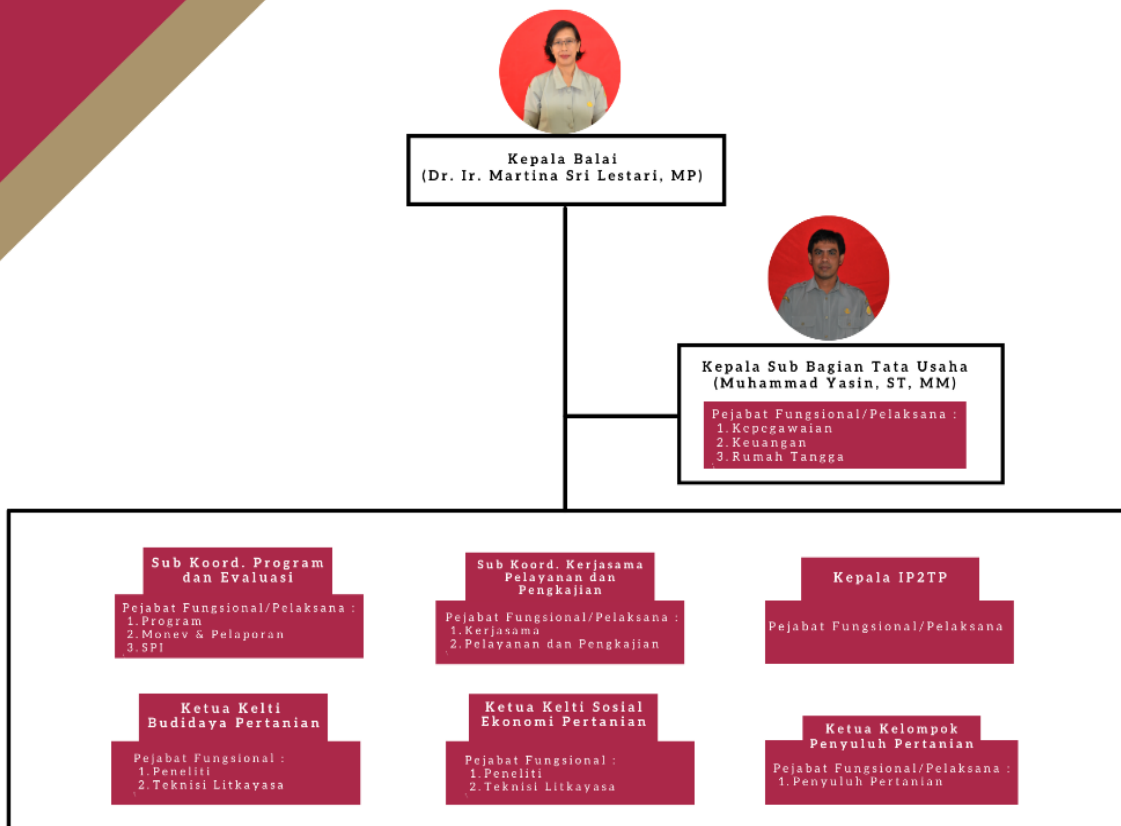 Kepala Balai
(Dr. Ir. Martina Sri Lestari, MP)
Kepala Sub Bagian Tata Usaha
(Muhammad Yasin, ST, MM)
Pejabat Fungsional/Pelaksana :
1.Kepegawaian
2.Keuangan
3.Rumah Tangga
Sub Koord. Program
dan Evaluasi
Pejabat Fungsional/Pelaksana :
1.Program
2.Monev & Pelaporan
3.SPI
Sub Koord. Kerjasama
Pelayanan dan
Pengkajian
Pejabat Fungsional/Pelaksana :
1.Kerjasama
2.Pelayanan dan Pengkajian
Kepala IP2TP
Pejabat Fungsional/Pelaksana
Ketua Kelti
Budidaya Pertanian
Pejabat Fungsional :
1.Peneliti
2.Teknisi Litkayasa
Ketua Kelti Sosial
Ekonomi Pertanian
Pejabat Fungsional :
1.Peneliti
2.Teknisi Litkayasa
Ketua Kelompok
Penyuluh Pertanian
Pejabat Fungsional/Pelaksana :
1.Penyuluh Pertanian